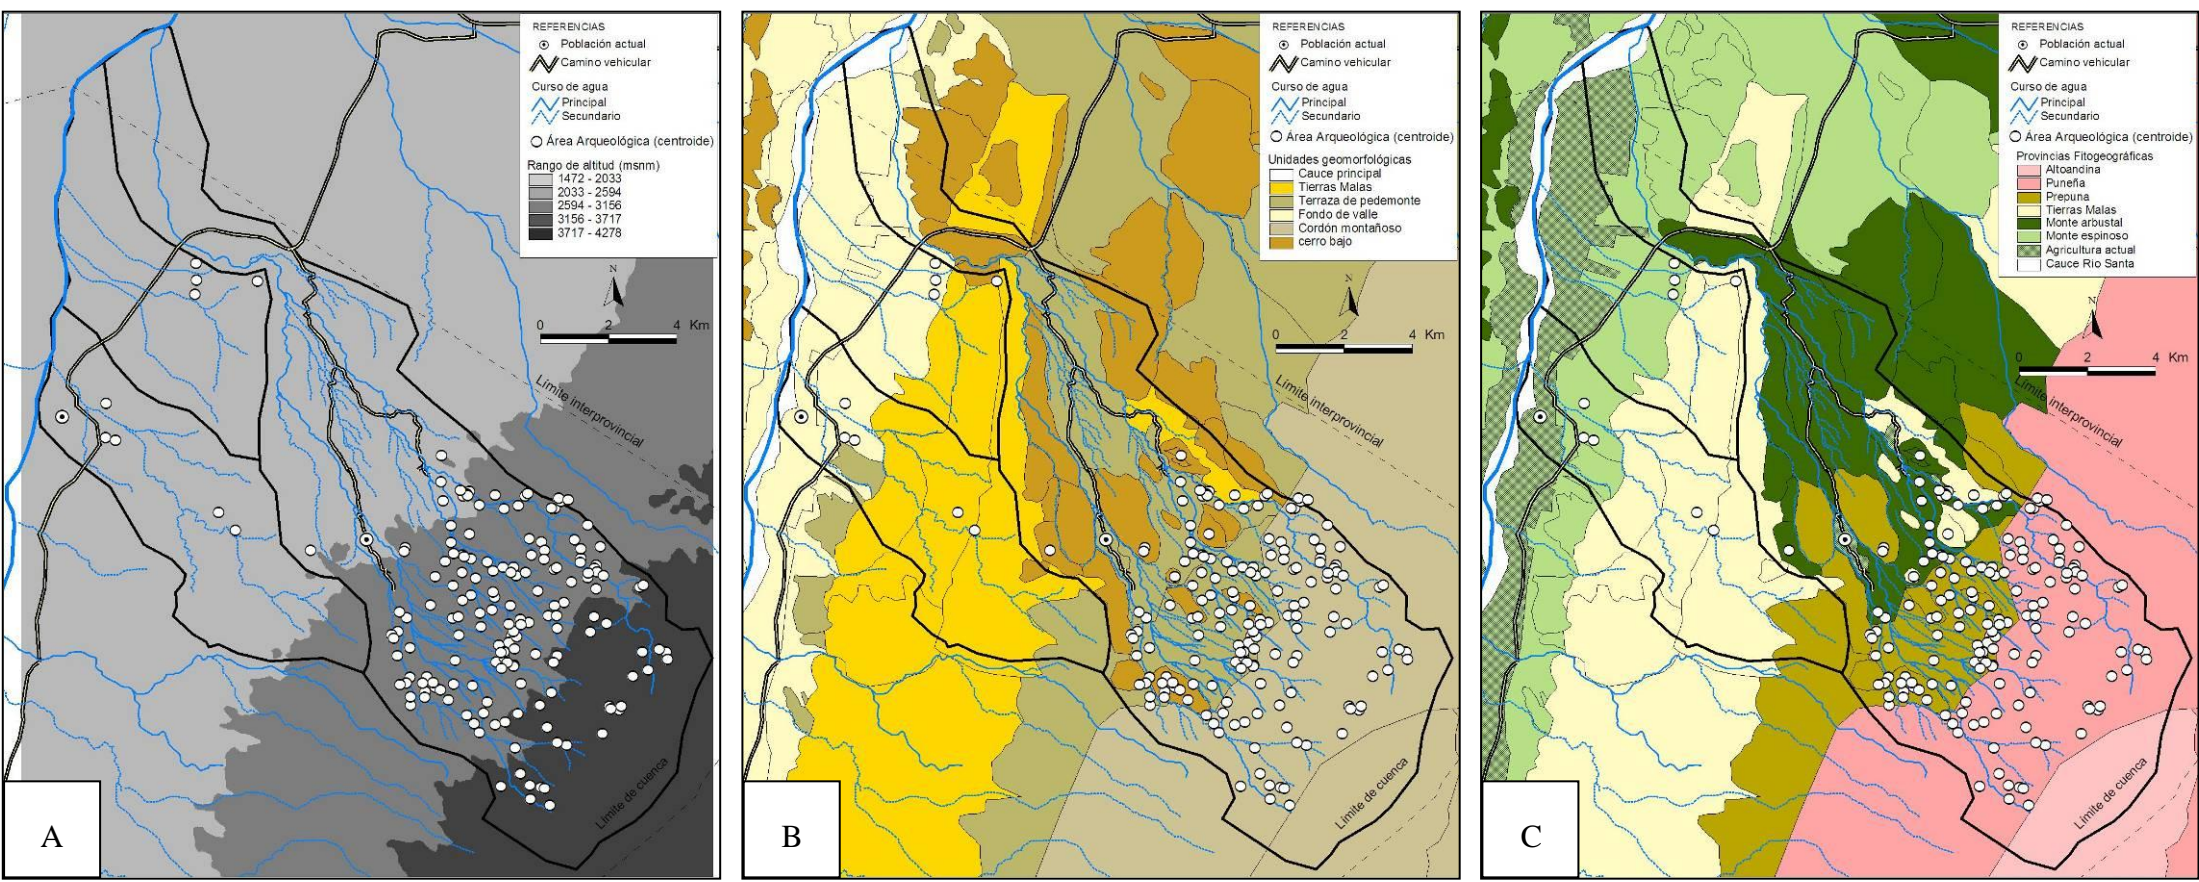 REFERENCIAS
Población actual
Camino vehicular
Curso de agua
Principal
Secundario
Área Arqueológica (centroide)
Rango de altitud (msnm)
1472 - 2033
2033 - 2594
2594 - 3156
3156 - 3717
3717 - 4278
N
0 2 4 Km
Límite interprovincial
Límite de cuenca
A
REFERENCIAS
Población actual
Camino vehicular
Curso de agua
Principal
Secundario
Área Arqueológica (centroide)
Unidades geomorfológicas
Cauce principal
Tierras Malas
Terraza de pedemonte
Fondo de valle
Cordón montañoso
cerro bajo
N
0 2 4 Km
Límite interprovincial
Límite de cuenca
B
REFERENCIAS
Población actual
Camino vehicular
Curso de agua
Principal
Secundario
Área Arqueológica (centroide)
Provincias Fitogeográficas
Altoandina
Puneña
Prepuna
Tierras Malas
Monte arbustal
Monte espinoso
Agricultura actual
Cauce Río Santa
N
0 2 4 Km
Límite interprovincial
Límite de cuenca
C